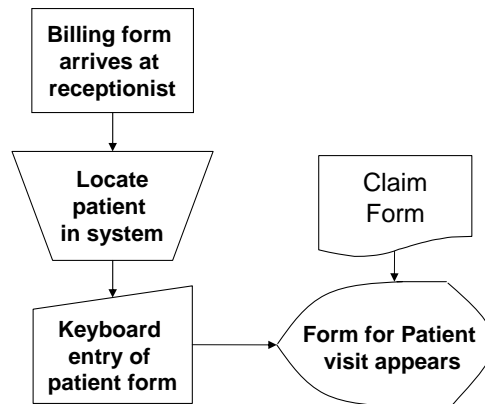 Billing form
arrives at
receptionist
Locate
patient
in system
Claim
Form
Keyboard
entry of
patient form
Form for Patient
visit appears